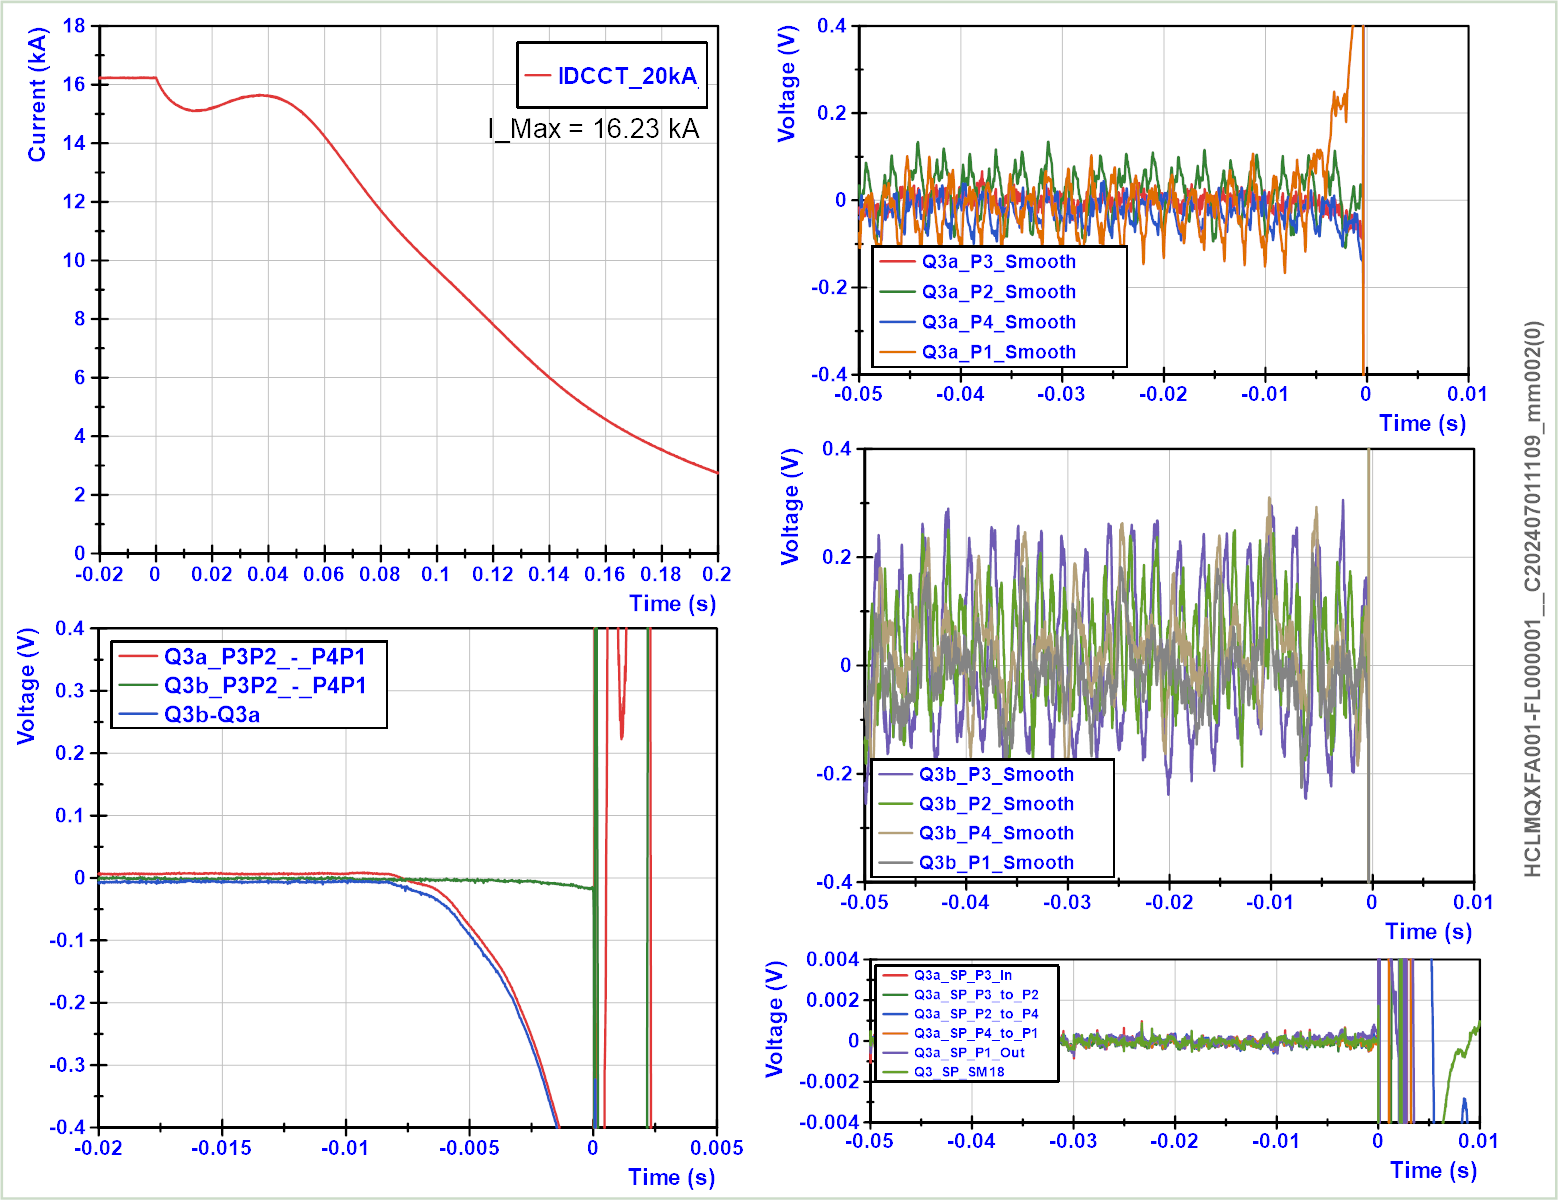 18
16
14
12
10
8
6
4
2
0
Current (kA)
IDCCT_20kA
I_Max = 16.23 kA
-0.02 0 0.02 0.04 0.06 0.08 0.1 0.12 0.14 0.16 0.18 0.2
Time (s)
0.4
0.2
0
-0.2
-0.4
Voltage (V)
Q3a_P3_Smooth
Q3a_P2_Smooth
Q3a_P4_Smooth
Q3a_P1_Smooth
-0.05 -0.04 -0.03 -0.02 -0.01 0 0.01
Time (s)
0.4
0.2
0
-0.2
-0.4
Voltage (V)
Q3b_P3_Smooth
Q3b_P2_Smooth
Q3b_P4_Smooth
Q3b_P1_Smooth
-0.05 -0.04 -0.03 -0.02 -0.01 0 0.01
Time (s)
0.4
0.3
0.2
0.1
0
-0.1
-0.2
-0.3
-0.4
Voltage (V)
Q3a_P3P2_-_P4P1
Q3b_P3P2_-_P4P1
Q3b-Q3a
-0.02 -0.015 -0.01 -0.005 0 0.005
Time (s)
0.004
0.002
0
-0.002
-0.004
Voltage (V)
Q3a_SP_P3_In
Q3a_SP_P3_to_P2
Q3a_SP_P2_to_P4
Q3a_SP_P4_to_P1
Q3a_SP_P1_Out
Q3_SP_SM18
-0.05 -0.04 -0.03 -0.02 -0.01 0 0.01
Time (s)
HCLMQXFA001-FL000001__C202407011109_mm002(0)